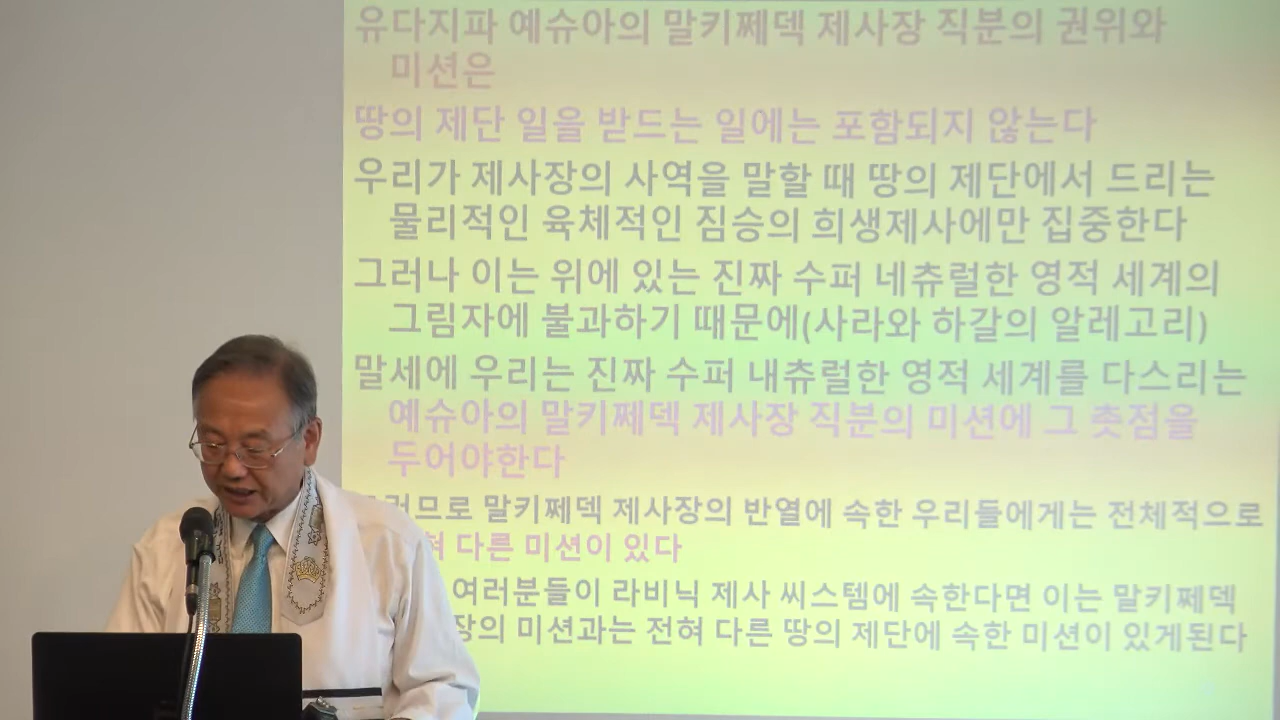 유다지파 예슈아의 말키쩨덱 제사장 직분의 권위와
미션은
땅의 제단 일을 받드는 일에는 포함되지 않는다
우리가 제사장의 사역을 말할 때 땅의 제단에서 드리는
물리적인 육체적인 짐승의 희생제사에만 집중한다
그러나 이는 위에 있는 진짜 수퍼 네츄럴한 영적 세계의
그림자에 불과하기 때문에(사라와 하갈의 알레고리)
말세에 우리는 진짜 수퍼 내츄럴한 영적 세계를 다스리는
예슈아의 말키쩨덱 제사장 직분의 미션에 그 촛점을
두어야한다
말키쩨덱 제사장의 반열에 속한 우리들에게는 전체적으로
다른 미션이 있다
여러분들이 라비닉 제사 씨스템에 속한다면 이는 말키쩨덱
미션과는 전혀 다른 땅의 제단에 속한 미션이 있게된다